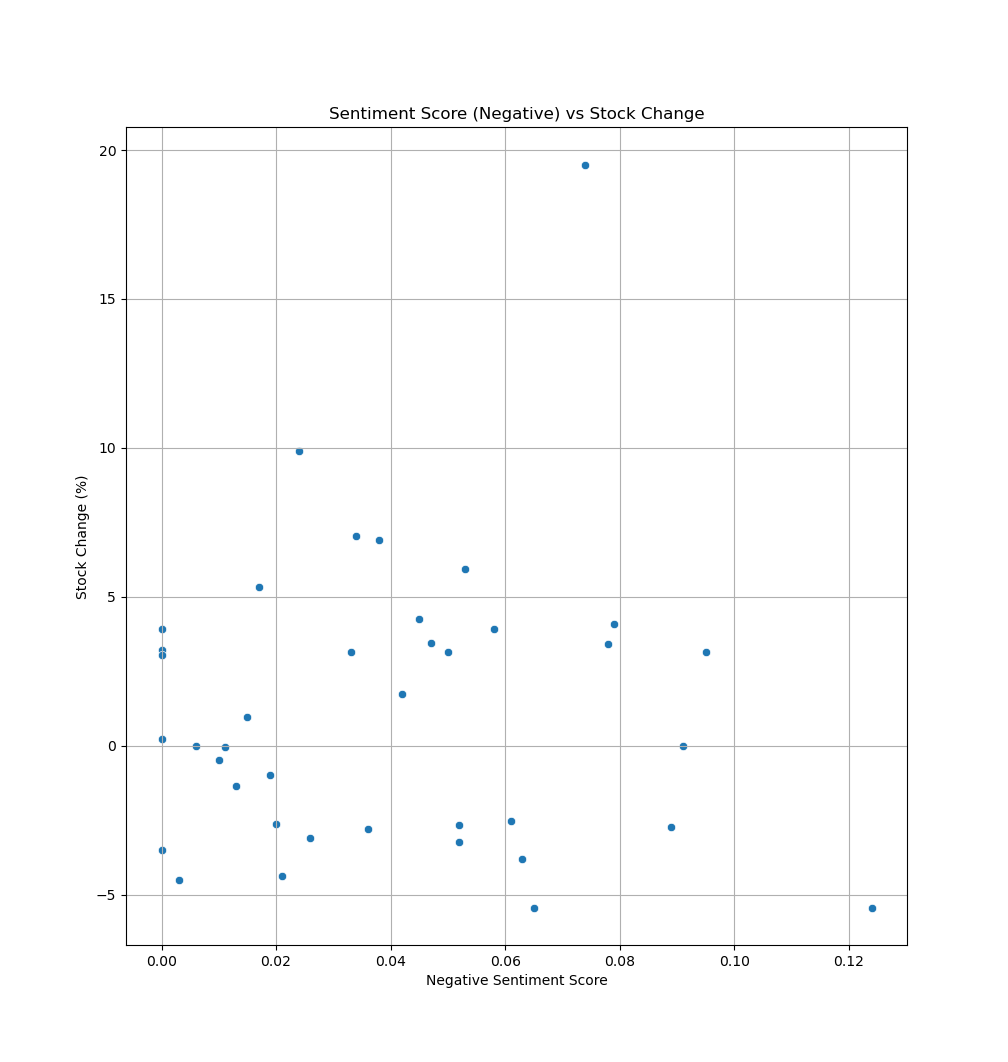 Sentiment Score (Negative) vs Stock Change
20
15
10
5
0
−5
Stock Change (%)
0.00 0.02 0.04 0.06 0.08 0.10 0.12
Negative Sentiment Score